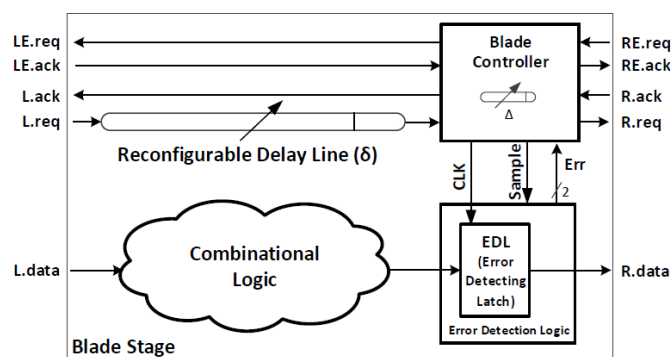 LE.req
Blade
Controller
RE.req
LE.ack
RE.ack
L.ack
R.ack
Δ
L.req
R.req
Reconfigurable Delay Line (δ)
CLK
Sample
Err
2
Combinational
Logic
EDL
(Error
Detecting
Latch)
L.data
R.data
Error Detection Logic
Blade Stage